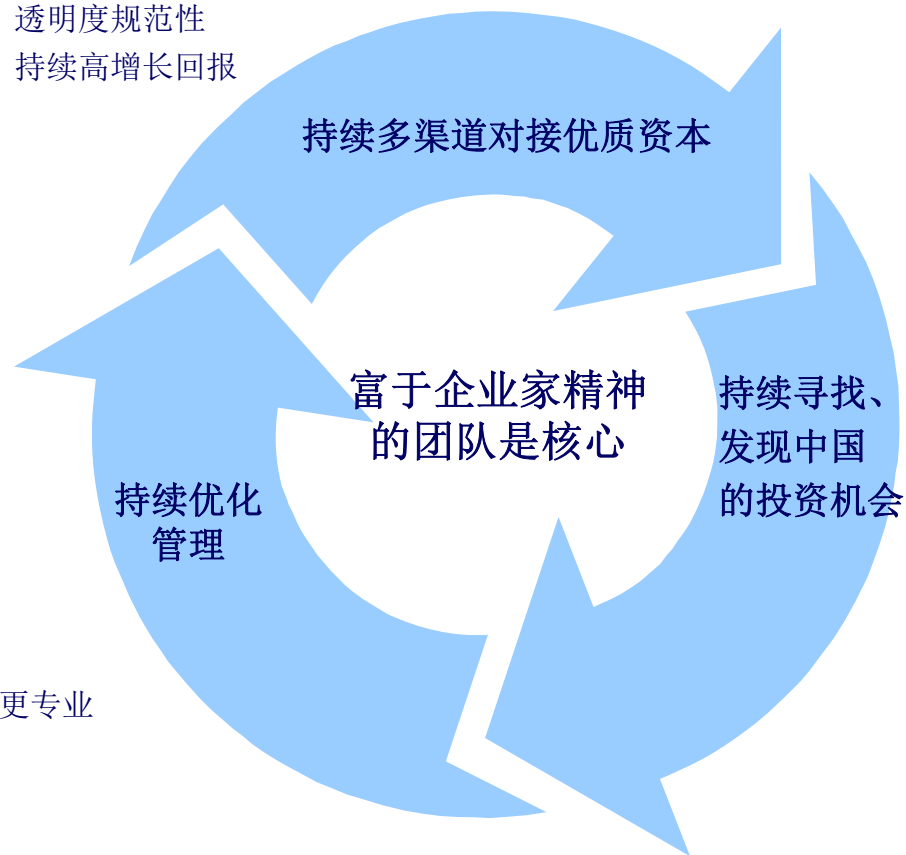 透明度规范性
持续高增长回报
持续多渠道对接优质资本
富于企业家精神
的团队是核心
持续寻找、
发现中国
的投资机会
持续优化
管理
更专业